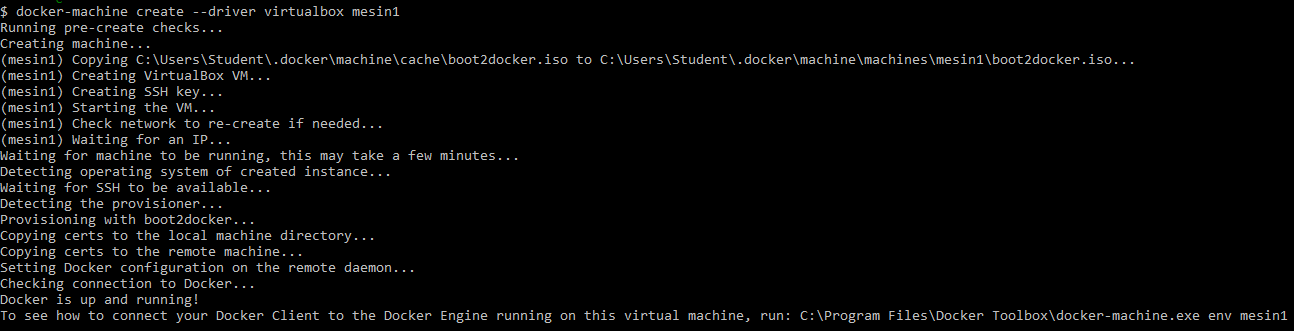 $ docker-machine create --driver virtualbox mesin1
Running pre-create checks...
Creating machine...
(mesin1) Copying C:\Users\Student\.docker\machine\cache\boot2docker.iso to C:\Users\Student\.docker\machine\machines\mesin1\boot2docker.iso...
(mesin1) Creating VirtualBox VM...
(mesin1) Creating SSH key...
(mesin1) Starting the VM...
(mesin1) Check network to re-create if needed...
(mesin1) Waiting for an IP...
Waiting for machine to be running, this may take a few minutes...
Detecting operating system of created instance...
Waiting for SSH to be available...
Detecting the provisioner...
Provisioning with boot2docker...
Copying certs to the local machine directory...
Copying certs to the remote machine...
Setting Docker configuration on the remote daemon...
Checking connection to Docker...
Docker is up and running!
To see how to connect your Docker Client to the Docker Engine running on this virtual machine, run: C:\Program Files\Docker Toolbox\docker-machine.exe env mesin1